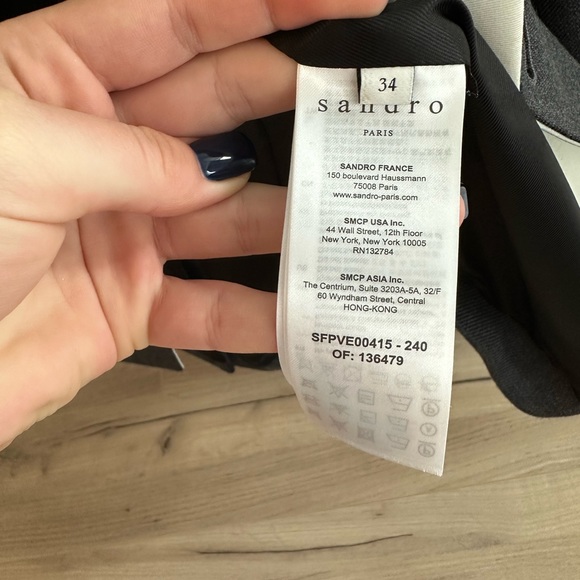 34
sandro
PARIS
SANDRO FRANCE
150 boulevard Haussmann
75008 Paris
www.sandro-paris.com
SMCP USA Inc.
44 Wall Street, 12th Floor
New York, New York 10005
RN132784
SMCP ASIA Inc.
The Centrium, Suite 3203A-5A, 32/F
60 Wyndham Street, Central
HONG-KONG
SFPVE00415 - 240
OF: 136479